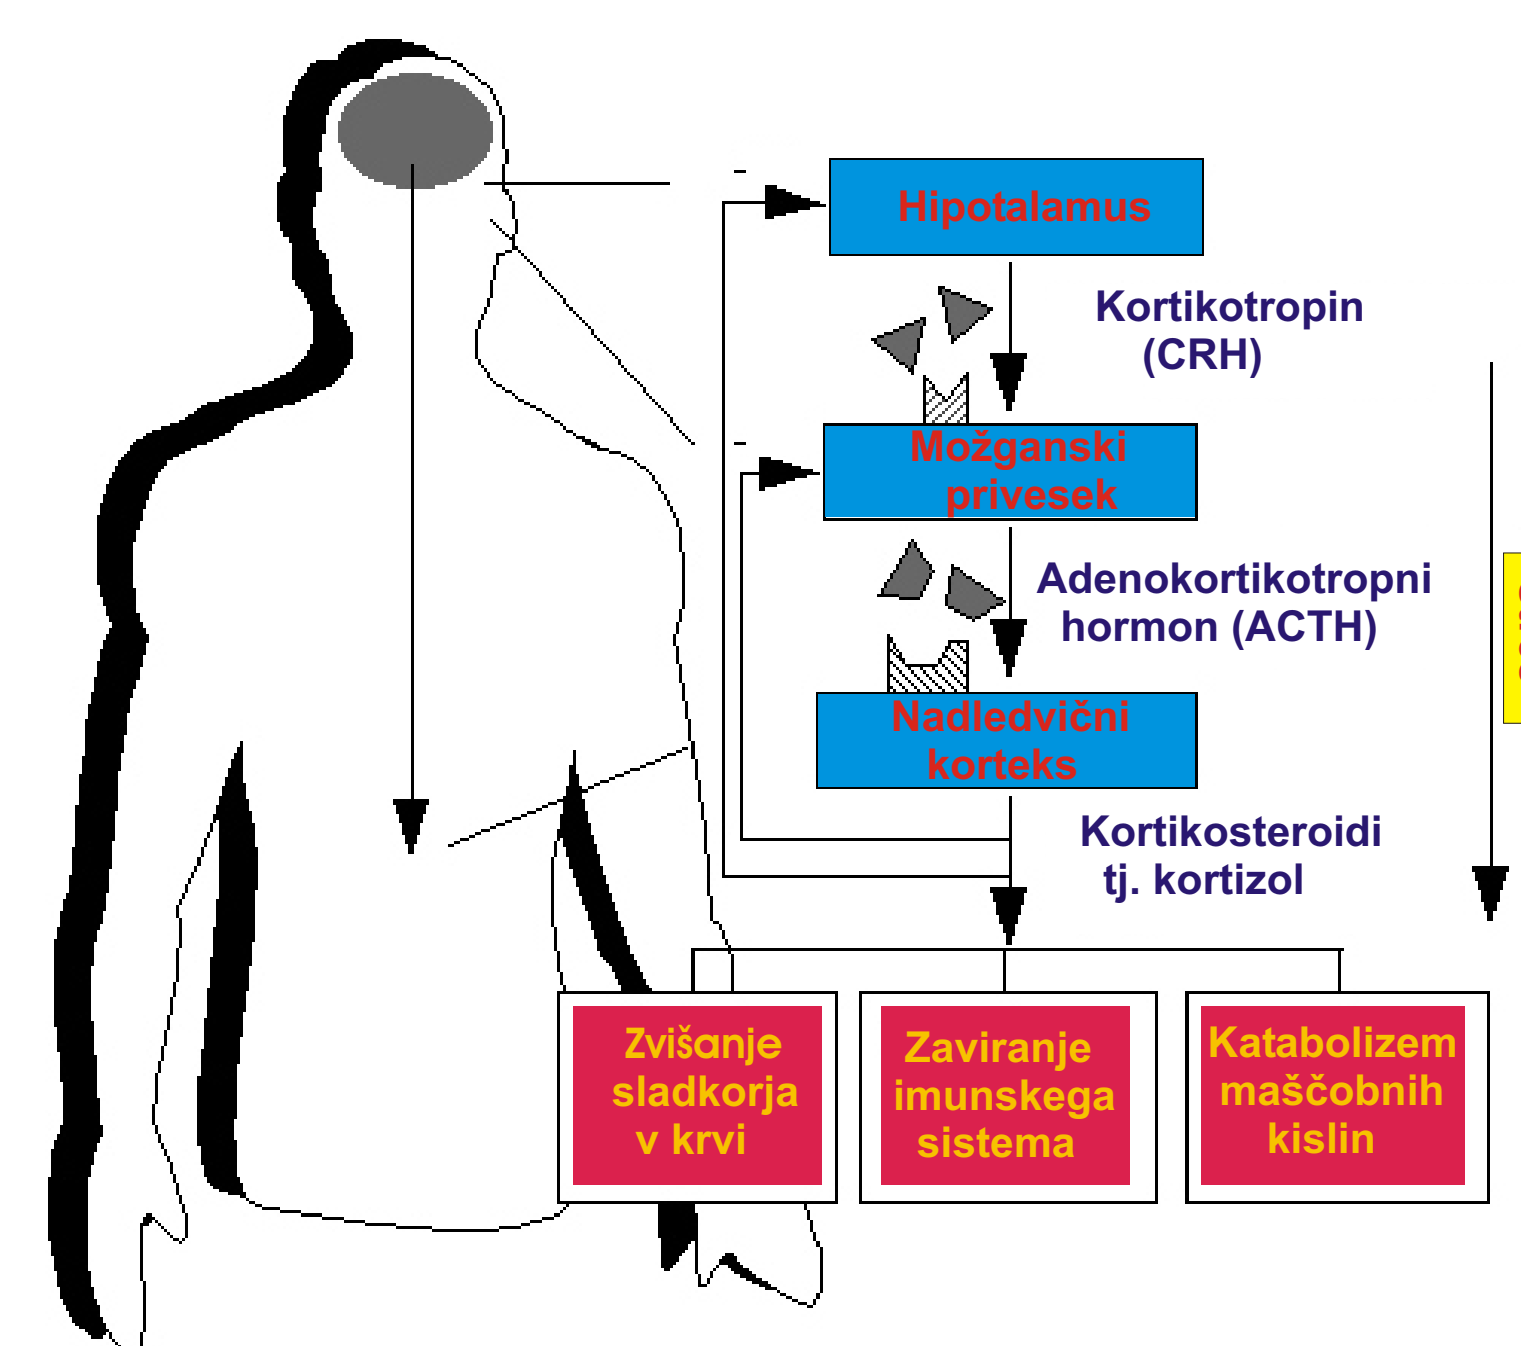 -
Hipotalamus
Kortikotropin
(CRH)
-
Možganski
privesek
Adenokortikotropni
hormon (ACTH)
Nadledvični
korteks
Kortikosteroidi
tj. kortizol
Zvišanje
sladkorja
v krvi
Zaviranje
imunskega
sistema
Katabolizem
maščobnih
kislin